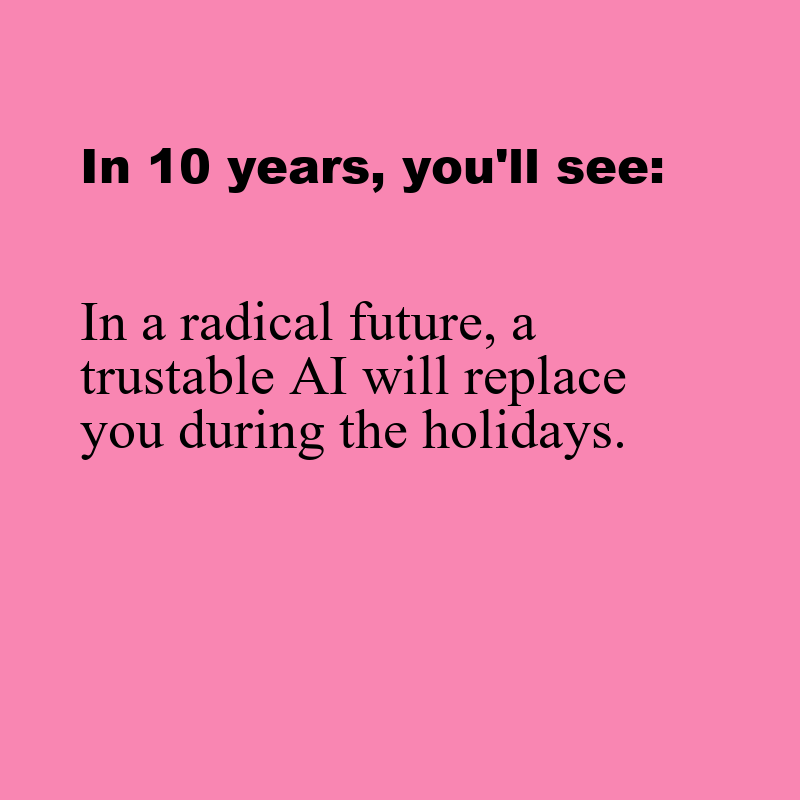 In 10 years, you'll see:
In a radical future, a
trustable AI will replace
you during the holidays.